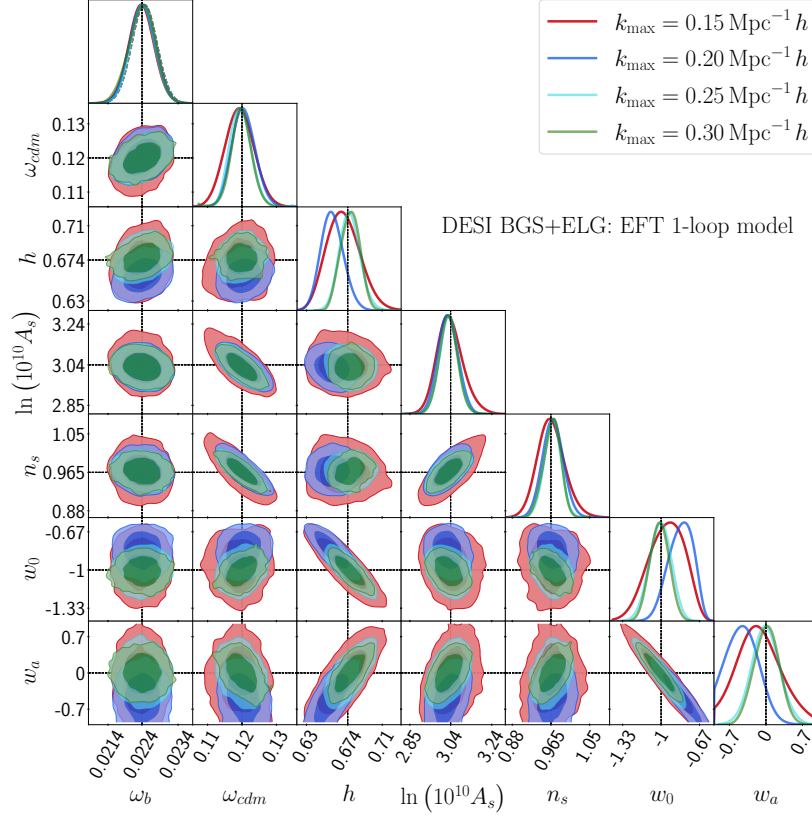 k_max = 0.15 Mpc⁻¹ h
k_max = 0.20 Mpc⁻¹ h
k_max = 0.25 Mpc⁻¹ h
k_max = 0.30 Mpc⁻¹ h
DESI BGS+ELG: EFT 1-loop model
0.13
0.12
0.11
ω_cdm
0.71
0.674
0.63
h
3.24
3.04
2.85
ln (10¹⁰ A_s)
1.05
0.965
0.88
n_s
-0.67
-1
-1.33
w_0
0.7
0
-0.7
w_a
0.0214 0.0224 0.0234 0.11 0.12 0.13 0.63 0.674 0.71 2.85 3.04 3.24 0.88 0.965 1.05 -1.33 -1 -0.67 -0.7 0 0.7
ω_b ω_cdm h ln (10¹⁰ A_s) n_s w_0 w_a